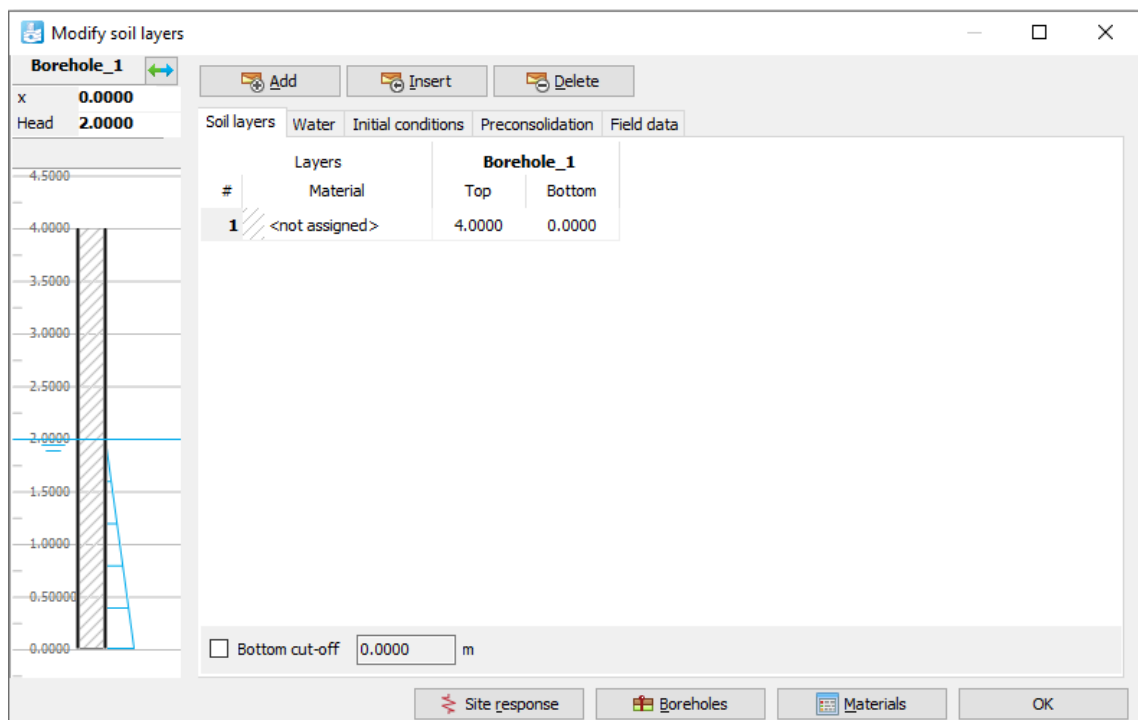 Modify soil layers
Borehole_1
x 0.0000
Head 2.0000
Add Insert Delete
Soil layers Water Initial conditions Preconsolidation Field data
Layers Borehole_1
# Material Top Bottom
1 <not assigned> 4.0000 0.0000
4.5000
4.0000
3.5000
3.0000
2.5000
2.0000
1.5000
1.0000
0.50000
0.0000
Bottom cut-off 0.0000 m
Site response Boreholes Materials OK